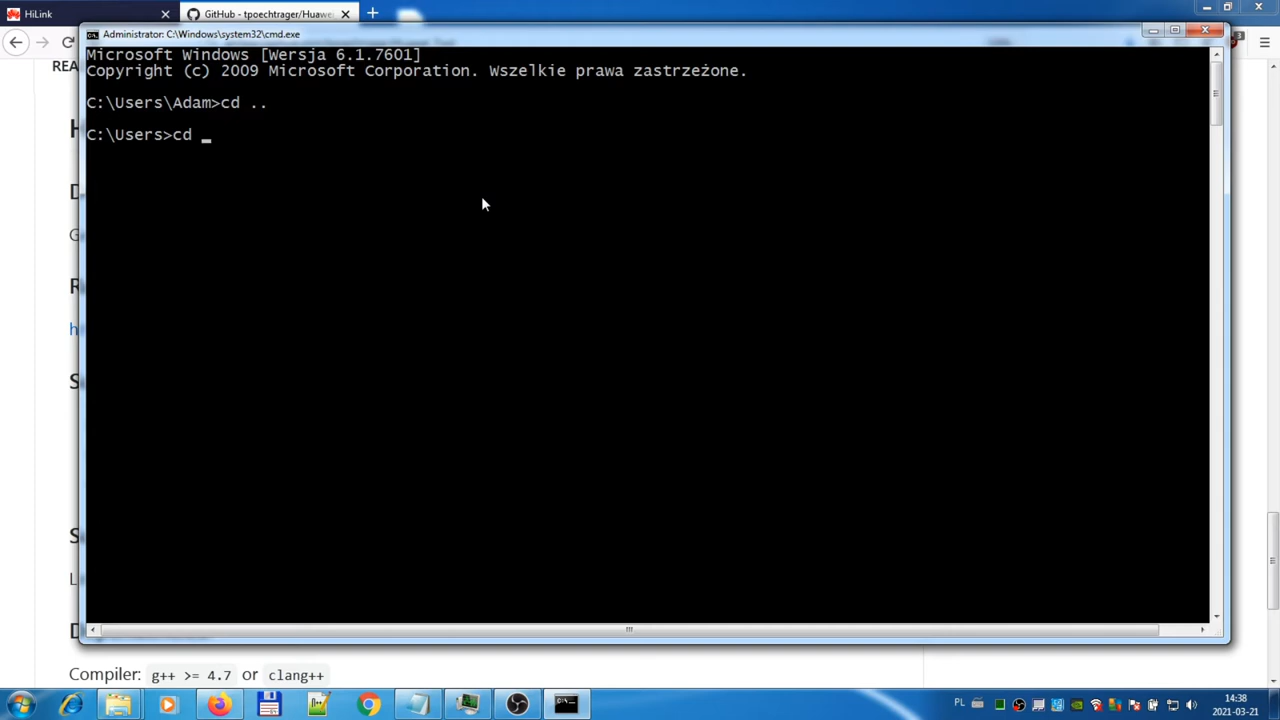 HiLink
GitHub - tpoechtrager/Huawei
Administrator: C:\Windows\system32\cmd.exe
Microsoft Windows [Wersja 6.1.7601]
Copyright (c) 2009 Microsoft Corporation. Wszelkie prawa zastrzeżone.
C:\Users\Adam>cd ..
C:\Users>cd _
REA
H
D
G
R
h
S
S
L
D
Compiler: g++ >= 4.7 or clang++
PL
14:38
2021-03-21